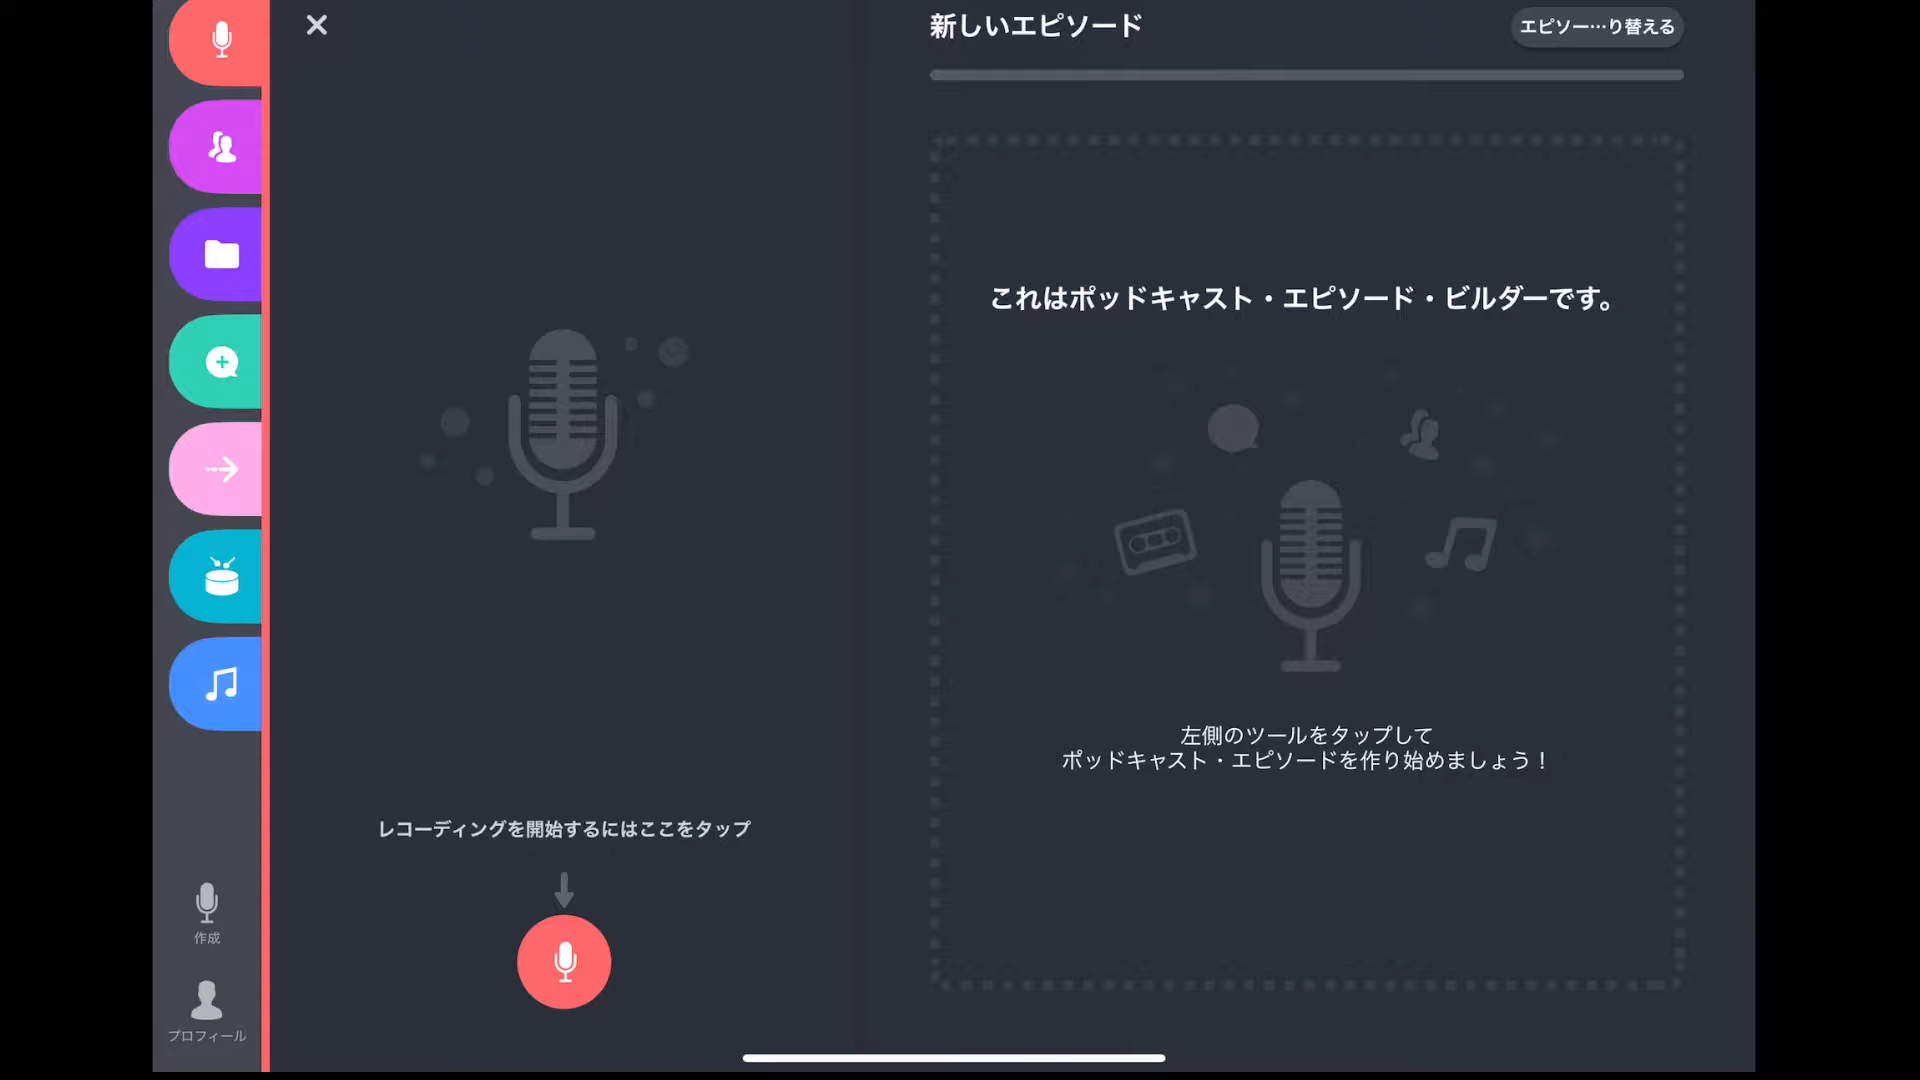 新しいエピソード
エピソー…り替える
これはポッドキャスト・エピソード・ビルダーです。
左側のツールをタップして
ポッドキャスト・エピソードを作り始めましょう！
レコーディングを開始するにはここをタップ
作成
プロフィール